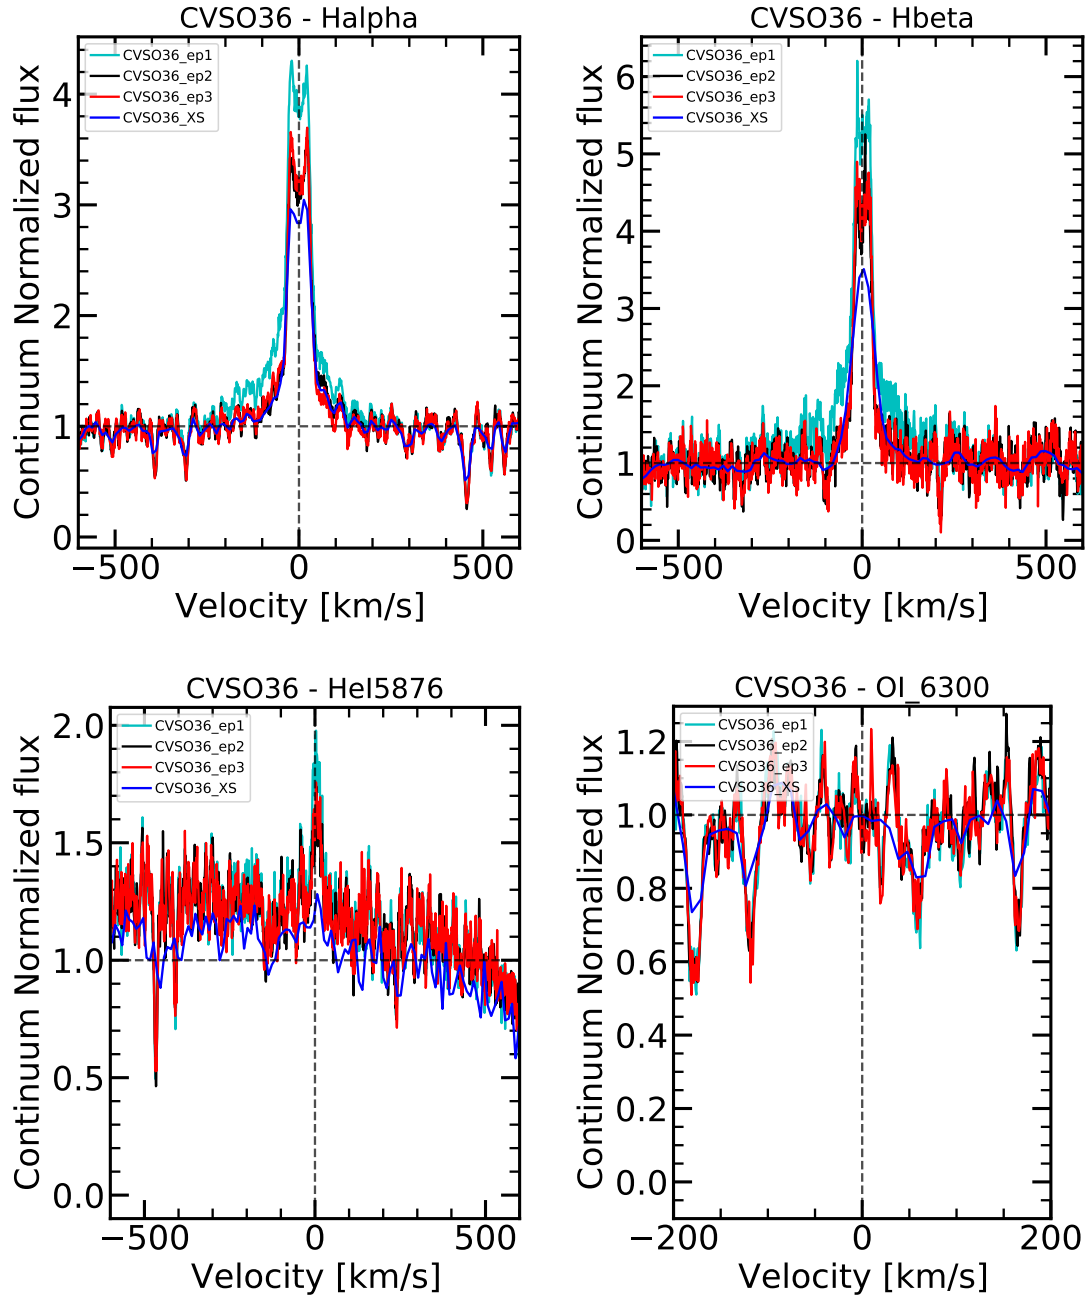 CVSO36 - Halpha
CVSO36_ep1
CVSO36_ep2
CVSO36_ep3
CVSO36_XS
Continuum Normalized flux
4
3
2
1
0
−500
0
500
Velocity [km/s]
CVSO36 - Hbeta
CVSO36_ep1
CVSO36_ep2
CVSO36_ep3
CVSO36_XS
Continuum Normalized flux
6
5
4
3
2
1
0
−500
0
500
Velocity [km/s]
CVSO36 - HeI5876
CVSO36_ep1
CVSO36_ep2
CVSO36_ep3
CVSO36_XS
Continuum Normalized flux
2.0
1.5
1.0
0.5
0.0
−500
0
500
Velocity [km/s]
CVSO36 - OI_6300
CVSO36_ep1
CVSO36_ep2
CVSO36_ep3
CVSO36_XS
Continuum Normalized flux
1.2
1.0
0.8
0.6
0.4
0.2
0.0
−200
−100
0
100
200
Velocity [km/s]